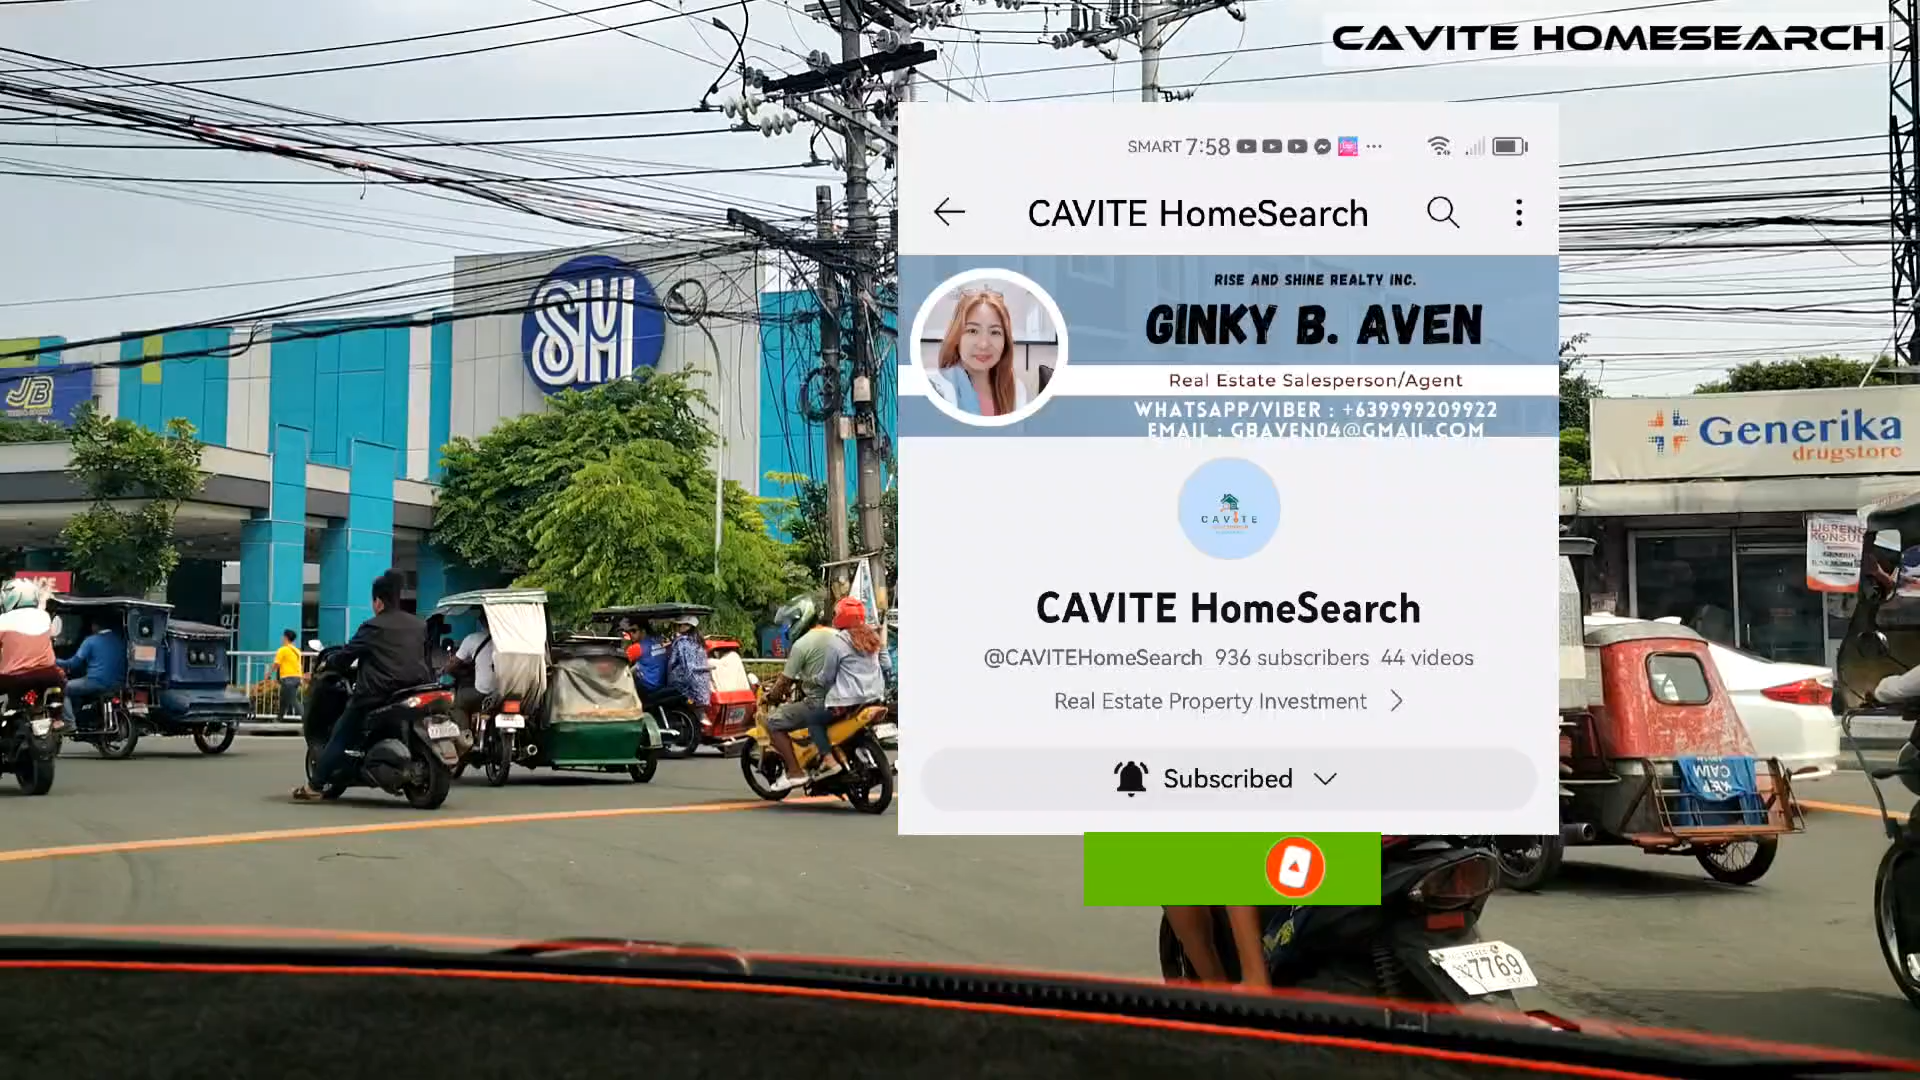 CAVITE HOMESEARCH
SMART 7:58
CAVITE HomeSearch
RISE AND SHINE REALTY INC.
GINKY B. AVEN
Real Estate Salesperson/Agent
WHATSAPP/VIBER : +639999209922
EMAIL : GBAVEN04@GMAIL.COM
CAVITE
CAVITE HomeSearch
@CAVITEHomeSearch 936 subscribers 44 videos
Real Estate Property Investment
Subscribed
SM
JB
Generika
drugstore
LIBRENG
KONSULTA
7769